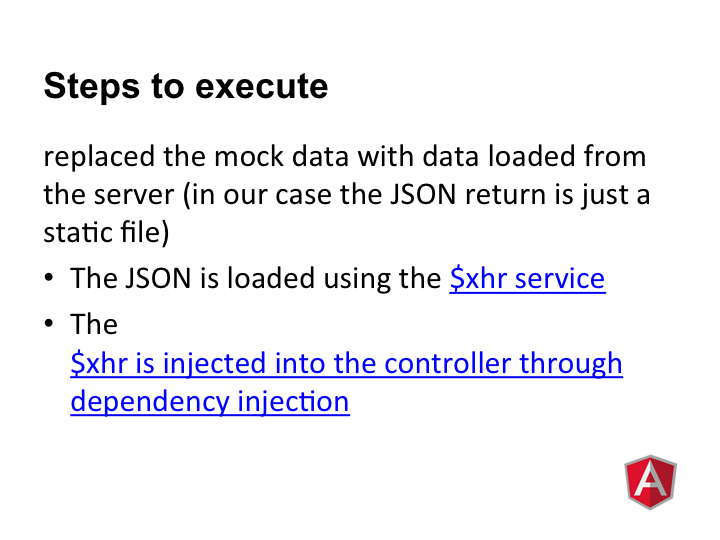 Steps to execute
replaced the mock data with data loaded from
the server (in our case the JSON return is just a
static file)
• The JSON is loaded using the $xhr service
• The
$xhr is injected into the controller through
dependency injection
A